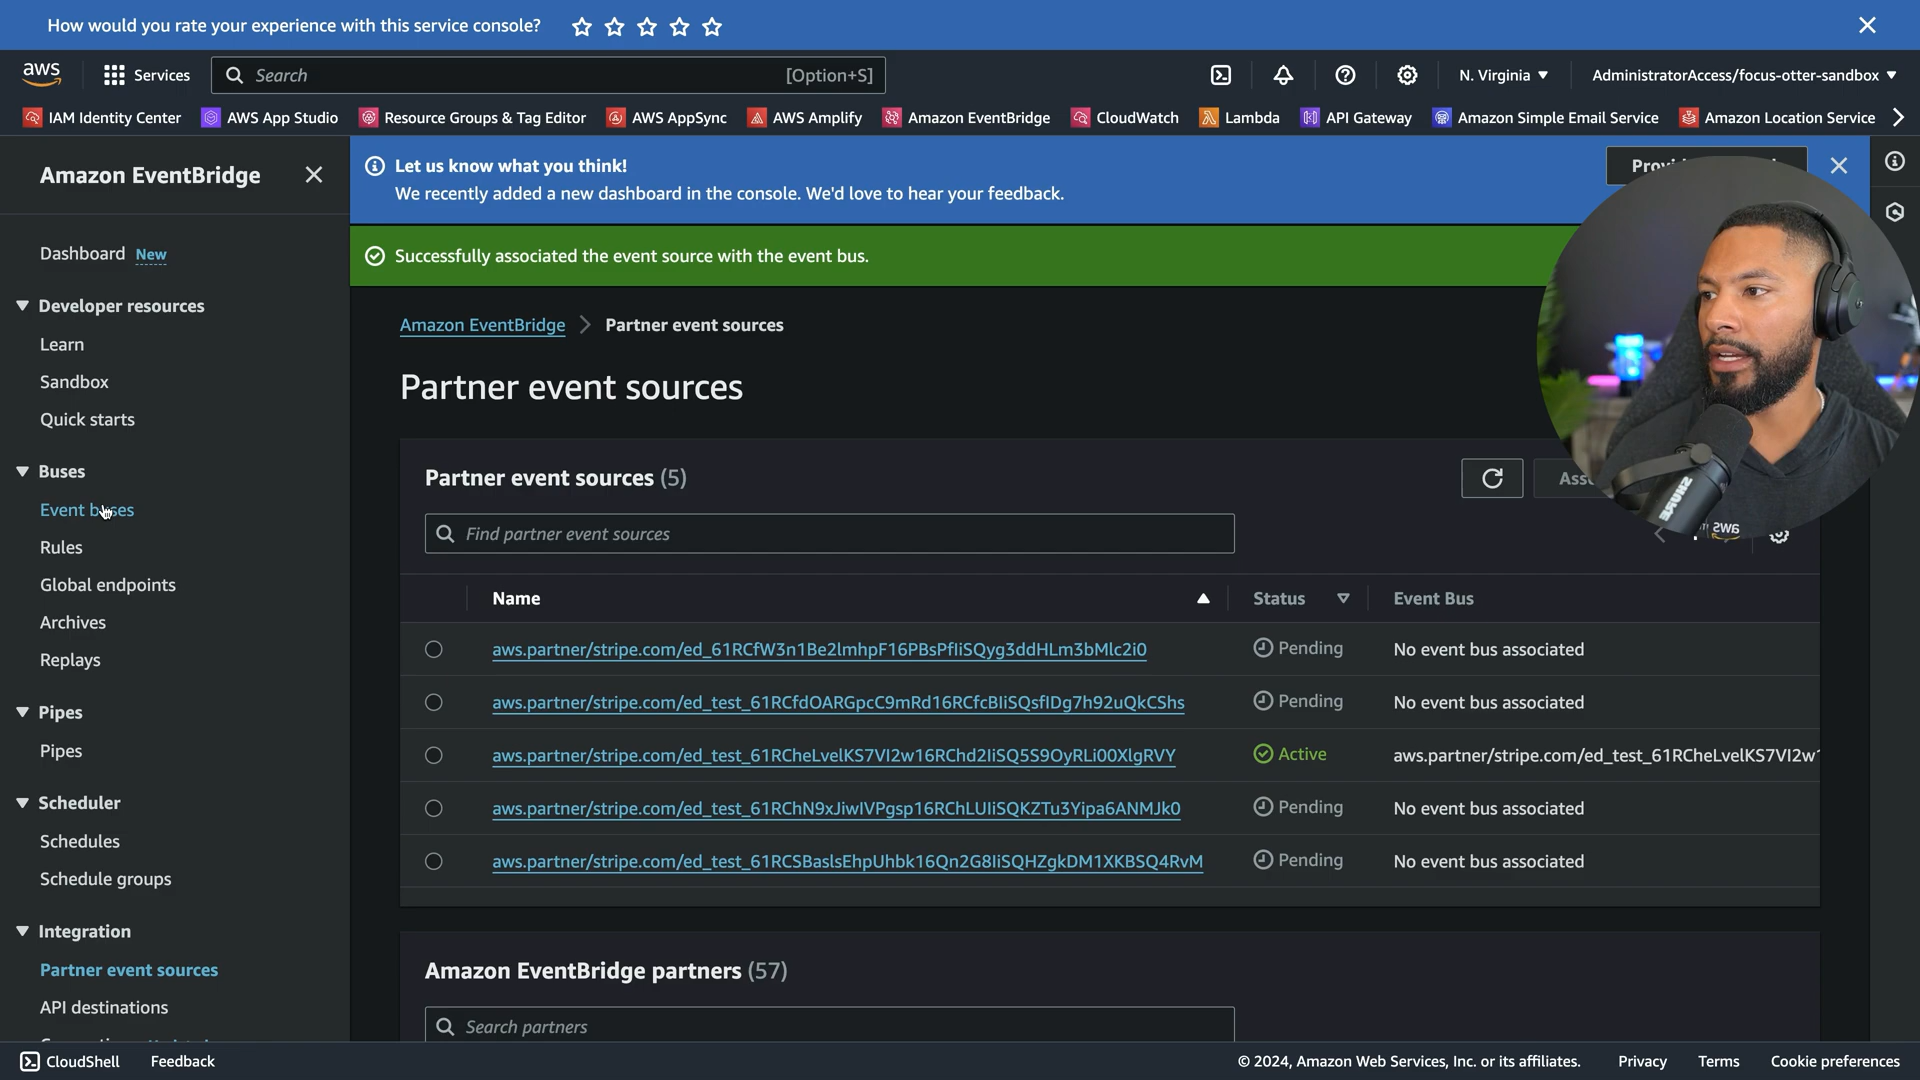 How would you rate your experience with this service console?
aws
Services
Search
[Option+S]
N. Virginia
AdministratorAccess/focus-otter-sandbox
IAM Identity Center
AWS App Studio
Resource Groups & Tag Editor
AWS AppSync
AWS Amplify
Amazon EventBridge
CloudWatch
Lambda
API Gateway
Amazon Simple Email Service
Amazon Location Service
Amazon EventBridge
Dashboard New
Developer resources
Learn
Sandbox
Quick starts
Buses
Event buses
Rules
Global endpoints
Archives
Replays
Pipes
Pipes
Scheduler
Schedules
Schedule groups
Integration
Partner event sources
API destinations
Let us know what you think!
We recently added a new dashboard in the console. We'd love to hear your feedback.
Successfully associated the event source with the event bus.
Amazon EventBridge
Partner event sources
Partner event sources
Partner event sources (5)
Find partner event sources
Name
Status
Event Bus
aws.partner/stripe.com/ed_61RCfW3n1Be2lmhpF16PBsPfIiSQyg3ddHLm3bMlc2i0
Pending
No event bus associated
aws.partner/stripe.com/ed_test_61RCfdOARGpcC9mRd16RCfcBIiSQsfIDg7h92uQkCShs
Pending
No event bus associated
aws.partner/stripe.com/ed_test_61RCheLvelKS7VI2w16RChd2IiSQ5S9OyRLi00XlgRVY
Active
aws.partner/stripe.com/ed_test_61RCheLvelKS7VI2w1
aws.partner/stripe.com/ed_test_61RChN9xJiwIVPgsp16RChLUIiSQKZTu3Yipa6ANMJk0
Pending
No event bus associated
aws.partner/stripe.com/ed_test_61RCSBaslsEhpUhbk16Qn2G8IiSQHZgkDM1XKBSQ4RvM
Pending
No event bus associated
Amazon EventBridge partners (57)
Search partners
SHURE
aws
CloudShell
Feedback
© 2024, Amazon Web Services, Inc. or its affiliates.
Privacy
Terms
Cookie preferences